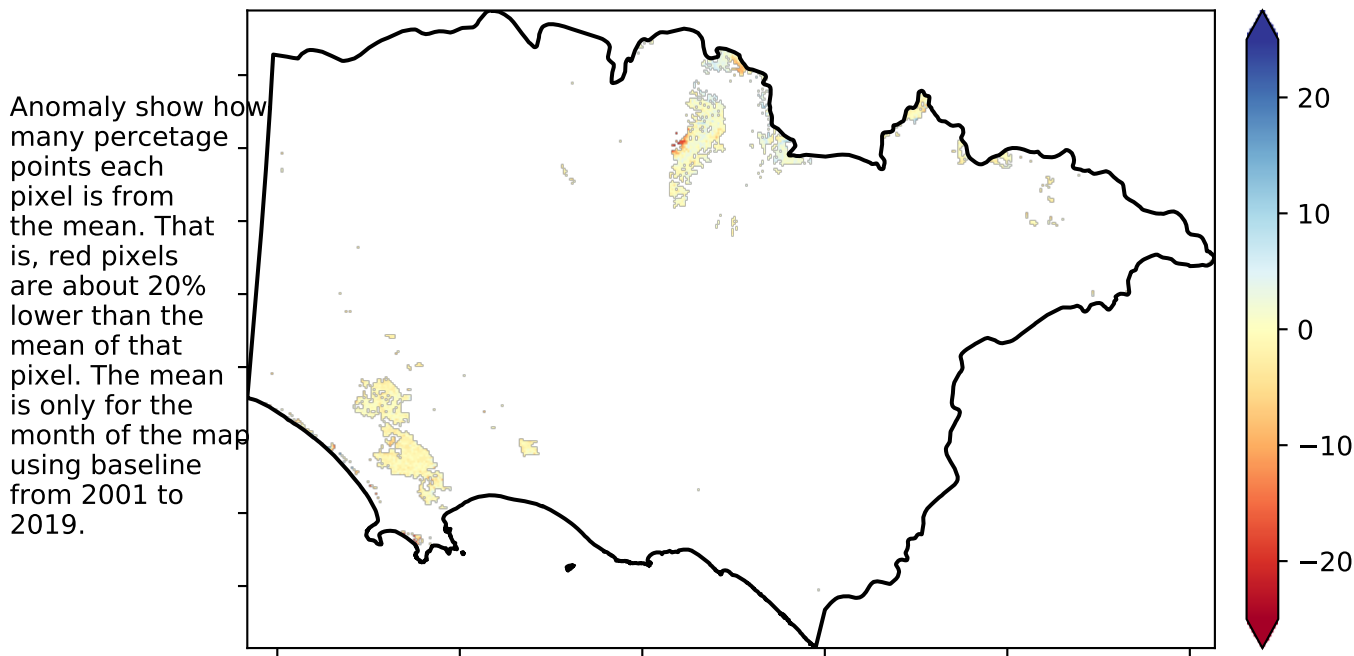 Anomaly show how
many percetage
points each
pixel is from
the mean. That
is, red pixels
are about 20%
lower than the
mean of that
pixel. The mean
is only for the
month of the map
using baseline
from 2001 to
2019.
20
10
0
−10
−20